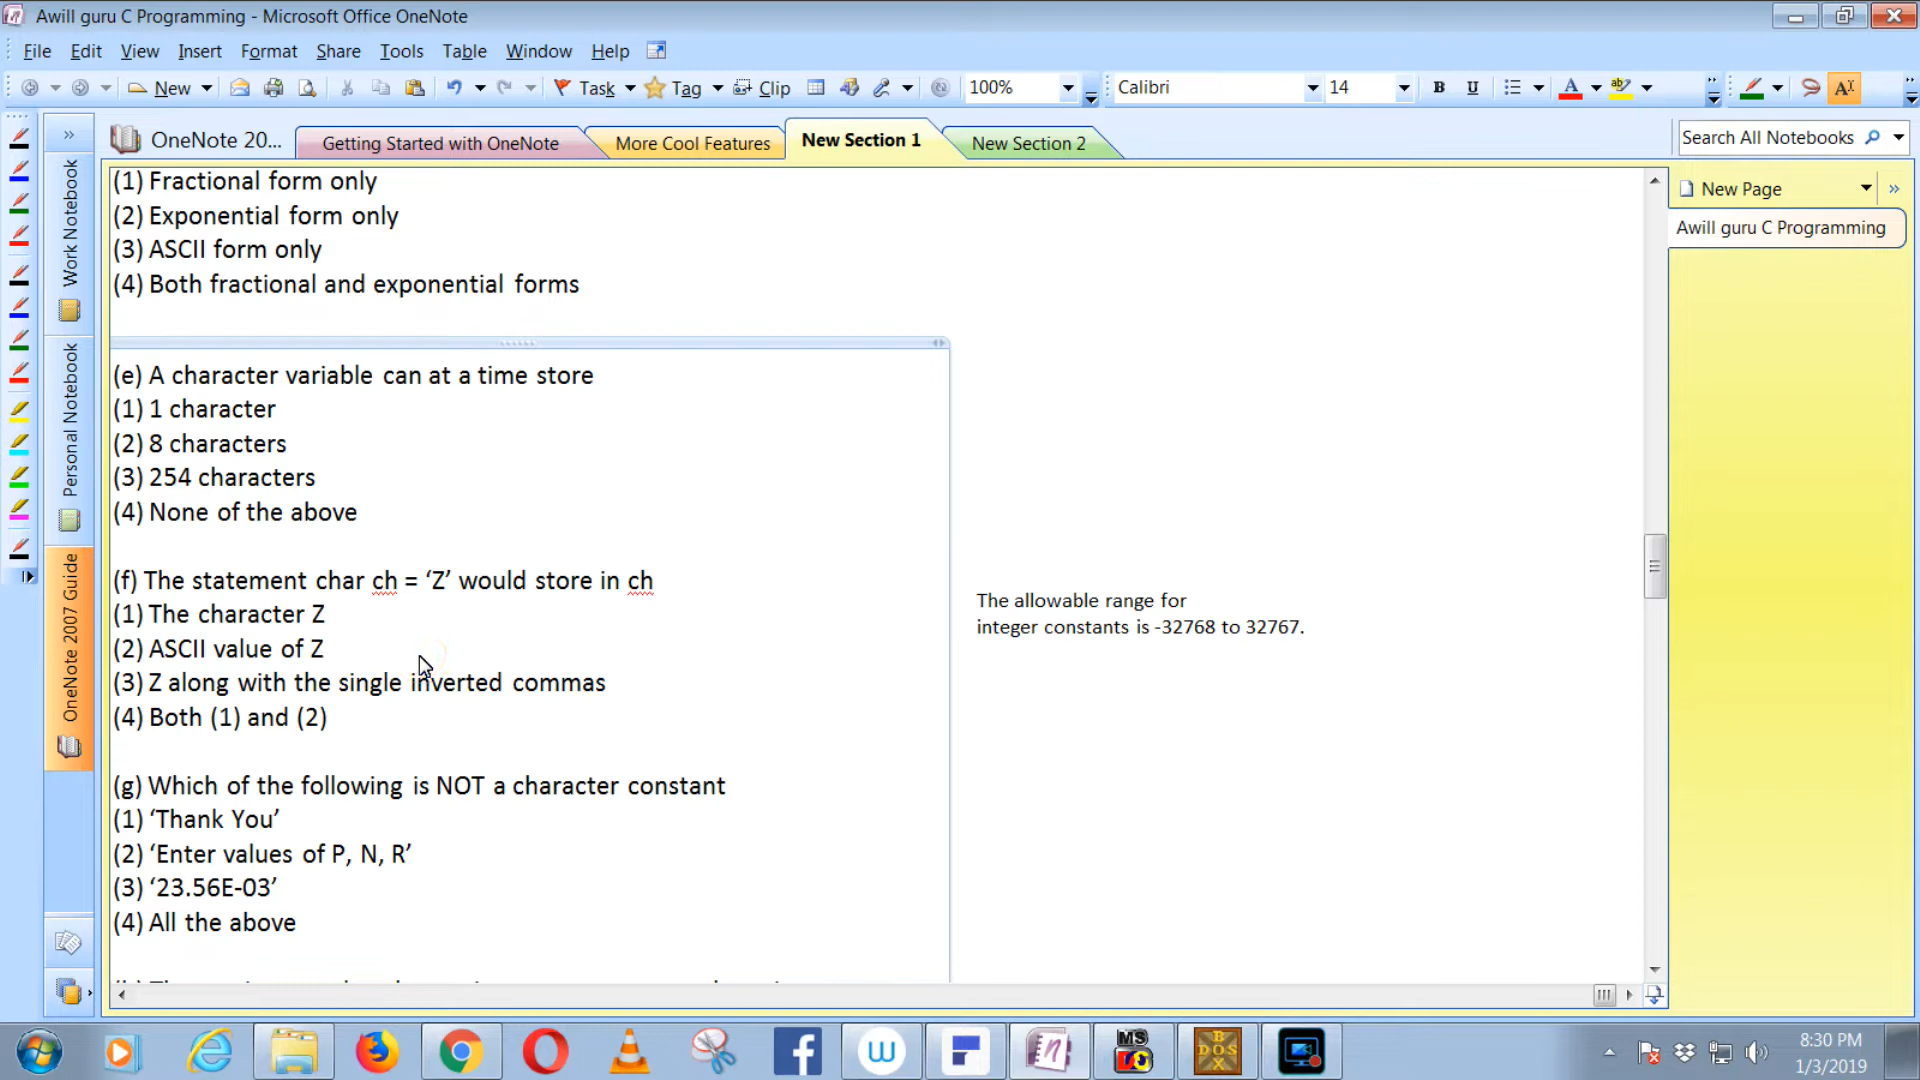 Awill guru C Programming - Microsoft Office OneNote
File Edit View Insert Format Share Tools Table Window Help
New Task Tag Clip 100% Calibri 14 B U A ab A
OneNote 20... Getting Started with OneNote More Cool Features New Section 1 New Section 2 Search All Notebooks
New Page
Awill guru C Programming
Work Notebook
Personal Notebook
OneNote 2007 Guide
(1) Fractional form only
(2) Exponential form only
(3) ASCII form only
(4) Both fractional and exponential forms
(e) A character variable can at a time store
(1) 1 character
(2) 8 characters
(3) 254 characters
(4) None of the above
(f) The statement char ch = ‘Z’ would store in ch
(1) The character Z
(2) ASCII value of Z
(3) Z along with the single inverted commas
(4) Both (1) and (2)
(g) Which of the following is NOT a character constant
(1) ‘Thank You’
(2) ‘Enter values of P, N, R’
(3) ‘23.56E-03’
(4) All the above
The allowable range for
integer constants is -32768 to 32767.
MS
BOX
DOS
8:30 PM
1/3/2019